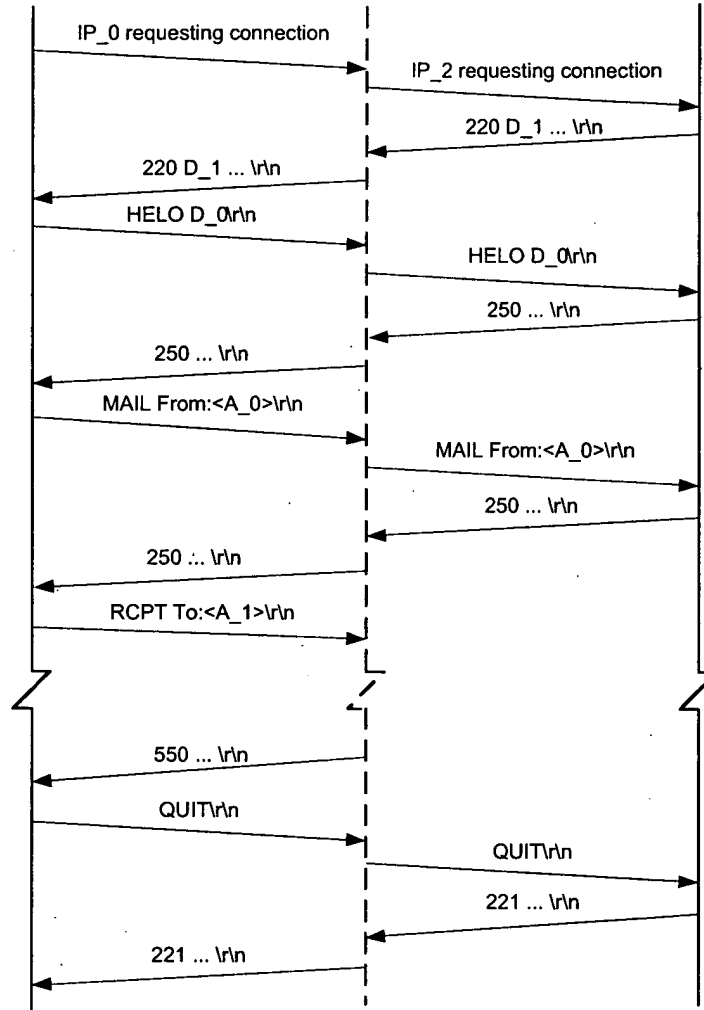 IP_0 requesting connection
IP_2 requesting connection
220 D_1 ... \r\n
220 D_1 ... \r\n
HELO D_0\r\n
HELO D_0\r\n
250 ... \r\n
250 ... \r\n
MAIL From:<A_0>\r\n
MAIL From:<A_0>\r\n
250 ... \r\n
250 ... \r\n
RCPT To:<A_1>\r\n
550 ... \r\n
QUIT\r\n
QUIT\r\n
221 ... \r\n
221 ... \r\n